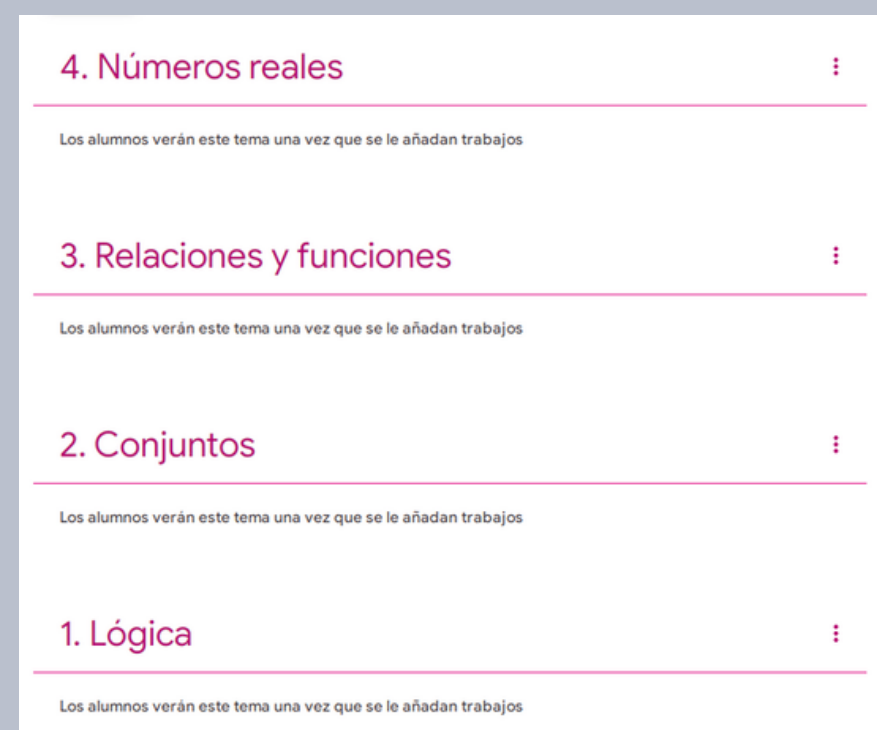 4. Números reales
Los alumnos verán este tema una vez que se le añadan trabajos
3. Relaciones y funciones
Los alumnos verán este tema una vez que se le añadan trabajos
2. Conjuntos
Los alumnos verán este tema una vez que se le añadan trabajos
1. Lógica
Los alumnos verán este tema una vez que se le añadan trabajos